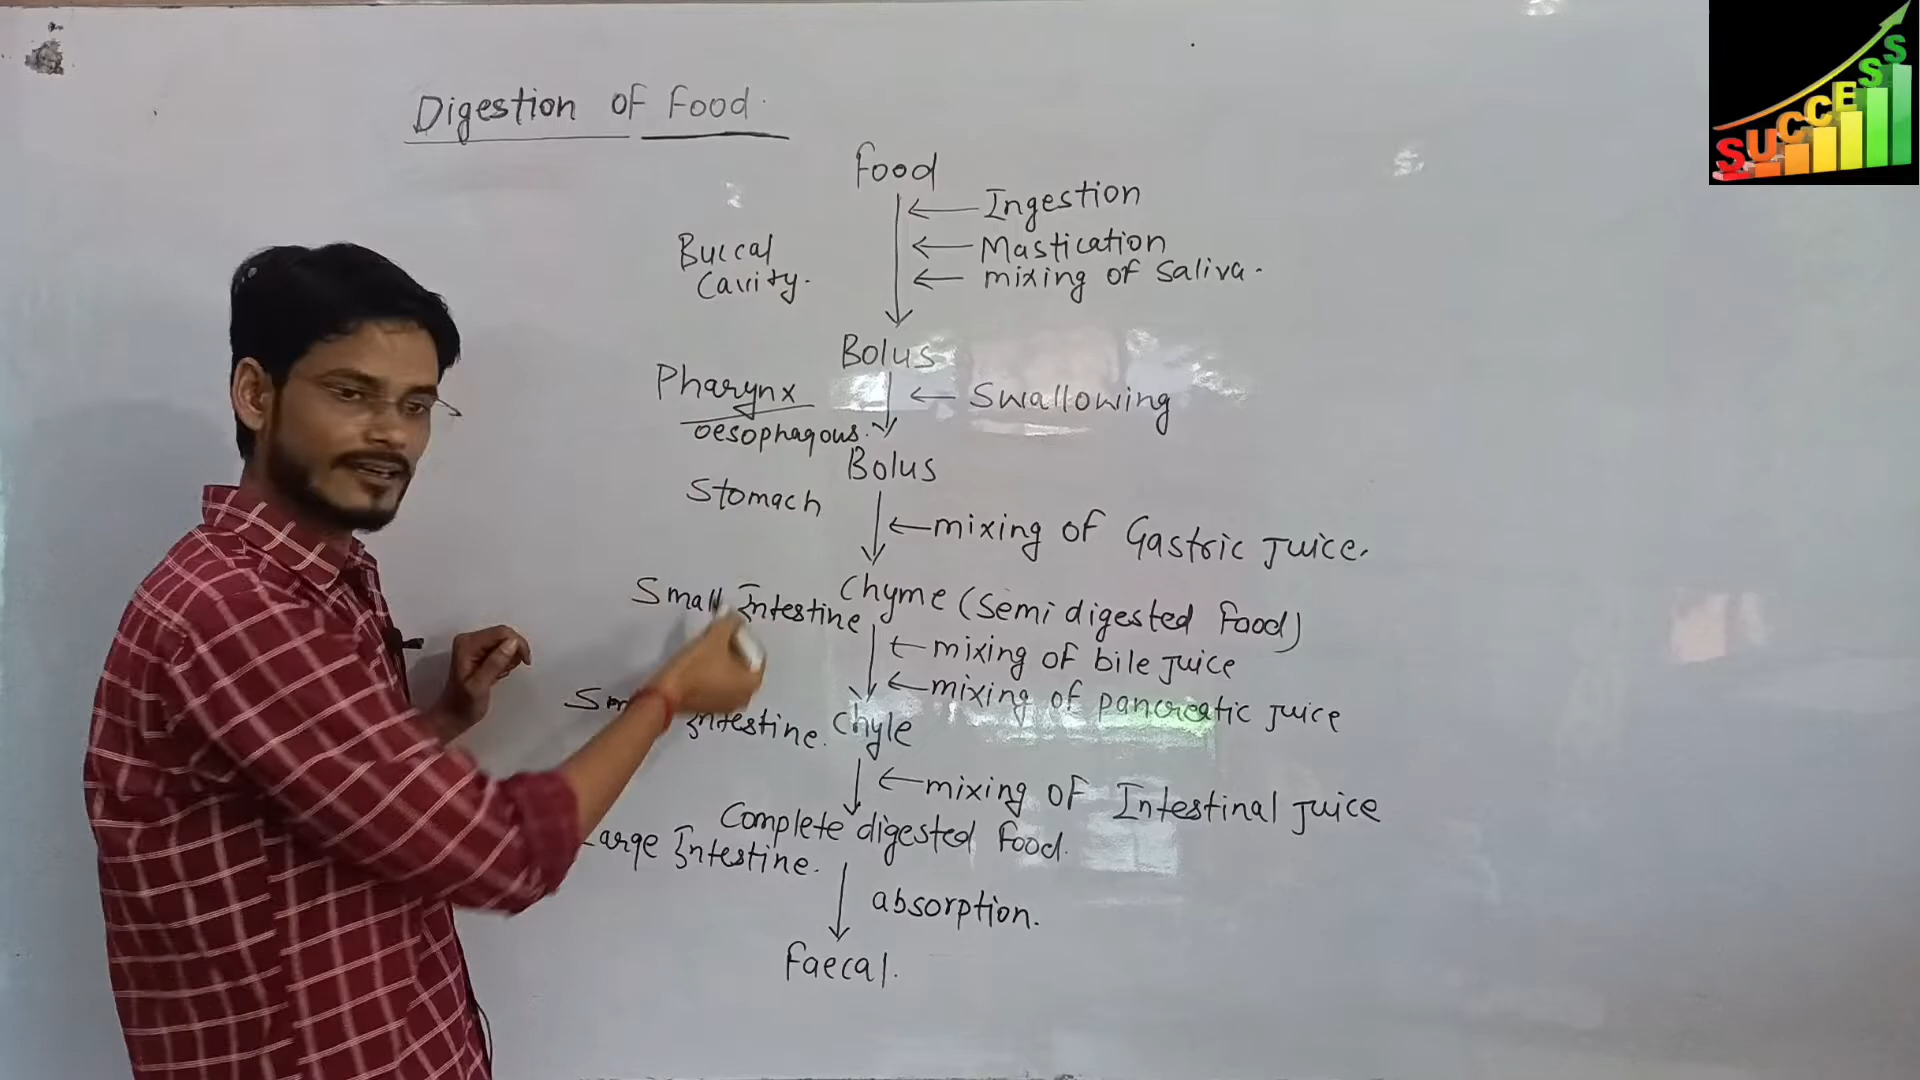 Digestion of Food.
Food
Ingestion
Buccal Cavity.
Mastication
mixing of Saliva.
Bolus
Pharynx
Swallowing
oesophagous.
Bolus
Stomach
mixing of Gastric Juice.
Small Intestine
Chyme (Semi digested Food)
mixing of bile Juice
mixing of pancreatic Juice
Intestine.
Chyle
mixing of Intestinal Juice
Complete digested Food.
Large Intestine.
absorption.
Faecal.
SUCCESS